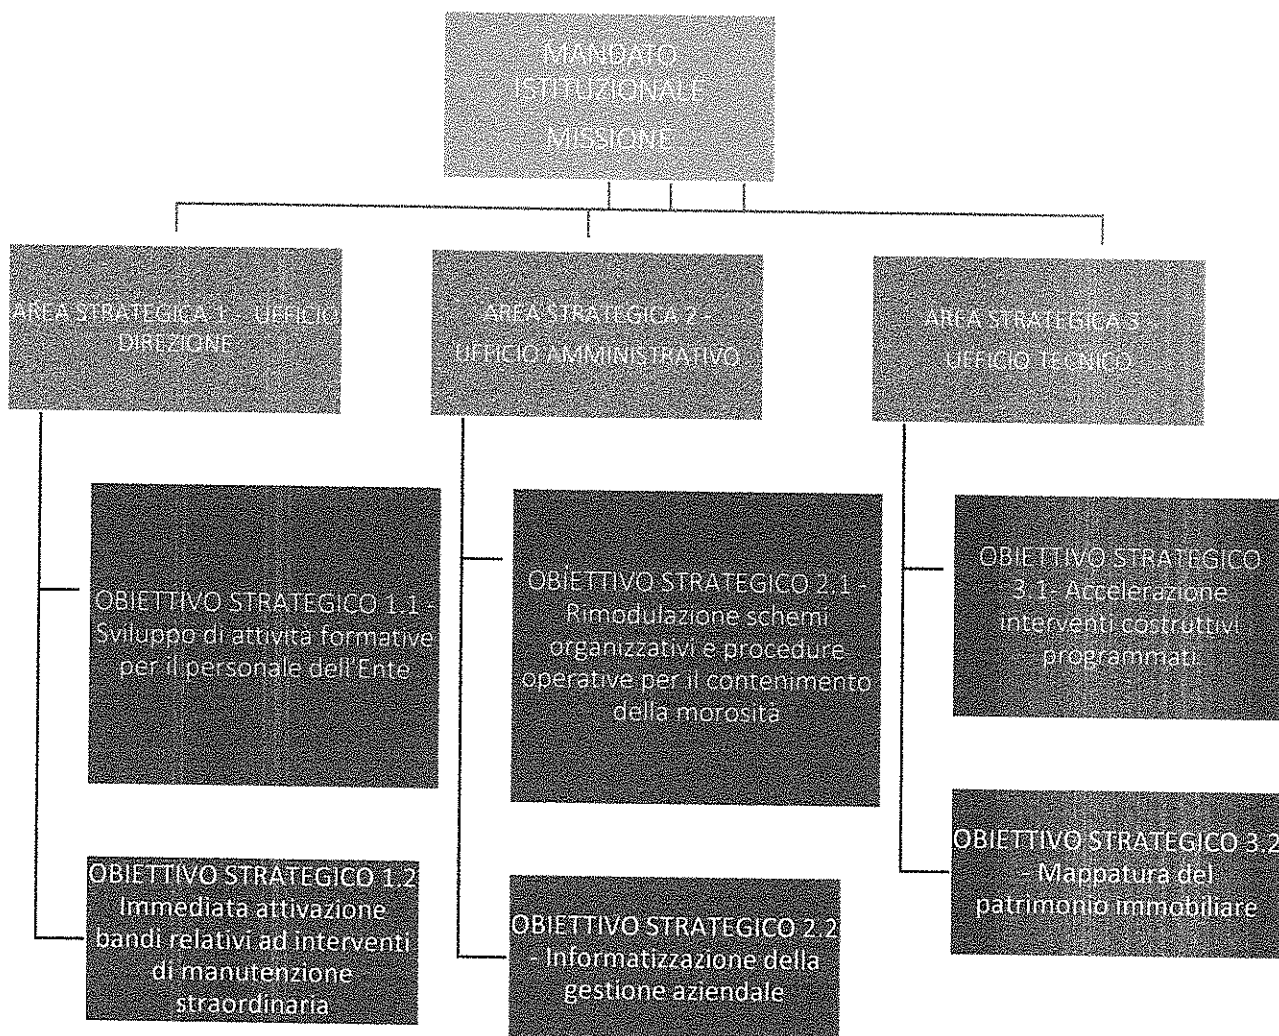 MANDATO
ISTITUZIONALE
MISSIONE
AREA STRATEGICA 1 - UFFICIO
DIREZIONE
AREA STRATEGICA 2 -
UFFICIO AMMINISTRATIVO
AREA STRATEGICA 3 -
UFFICIO TECNICO
OBIETTIVO STRATEGICO 1.1 -
Sviluppo di attività formative
per il personale dell'Ente
OBIETTIVO STRATEGICO 1.2
Immediata attivazione
bandi relativi ad interventi
di manutenzione
straordinaria
OBIETTIVO STRATEGICO 2.1 -
Rimodulazione schemi
organizzativi e procedure
operative per il contenimento
della morosità
OBIETTIVO STRATEGICO 2.2
- Informatizzazione della
gestione aziendale
OBIETTIVO STRATEGICO
3.1. Accelerazione
interventi costruttivi
programmati.
OBIETTIVO STRATEGICO 3.2
- Mappatura del
patrimonio immobiliare